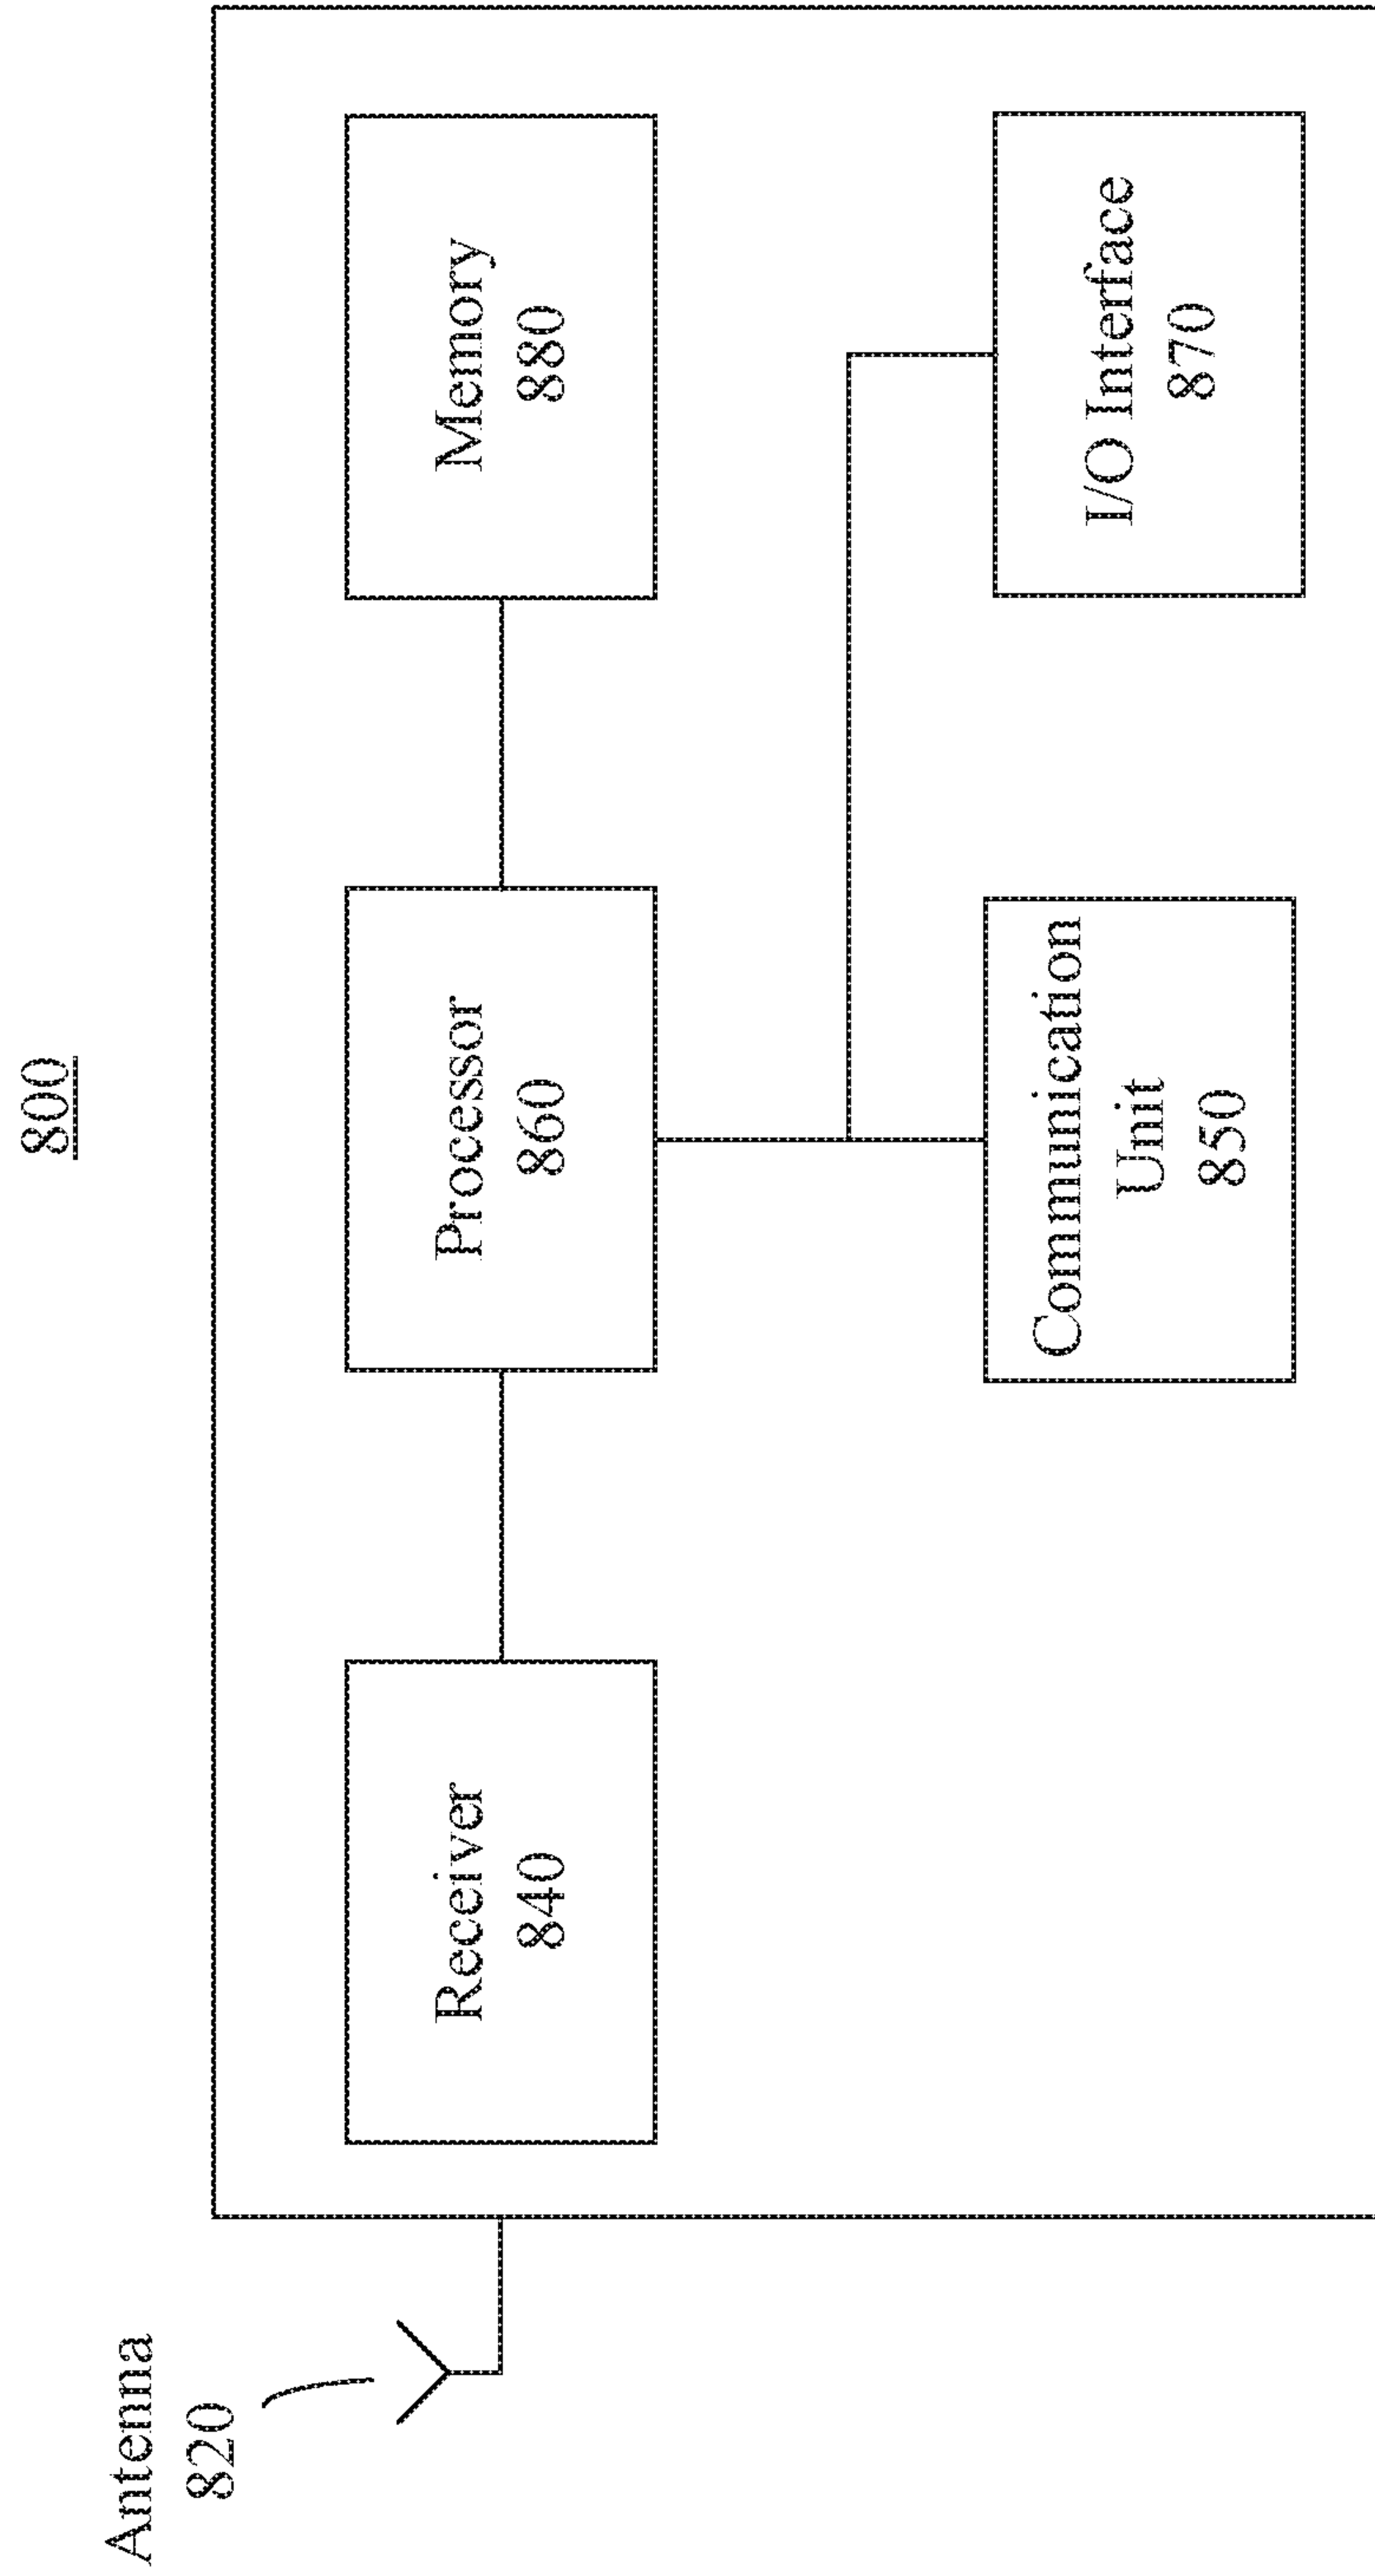 800
Antenna
820
Receiver
840
Processor
860
Memory
880
Communication
Unit
850
I/O Interface
870